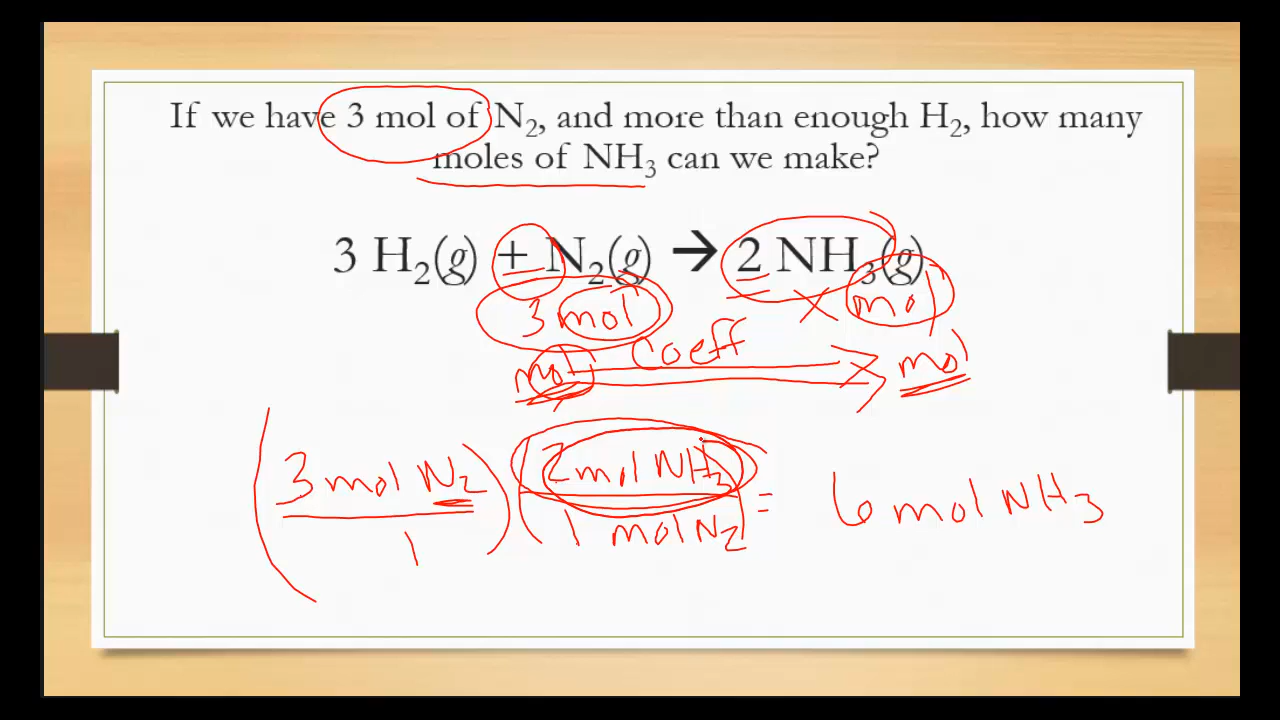 If we have 3 mol of N₂, and more than enough H₂, how many
moles of NH₃ can we make?
3 H₂(g) + N₂(g) → 2 NH₃(g)
3 mol X mol
mol Coeff mol
(3 mol N₂ / 1) (2 mol NH₃ / 1 mol N₂) = 6 mol NH₃